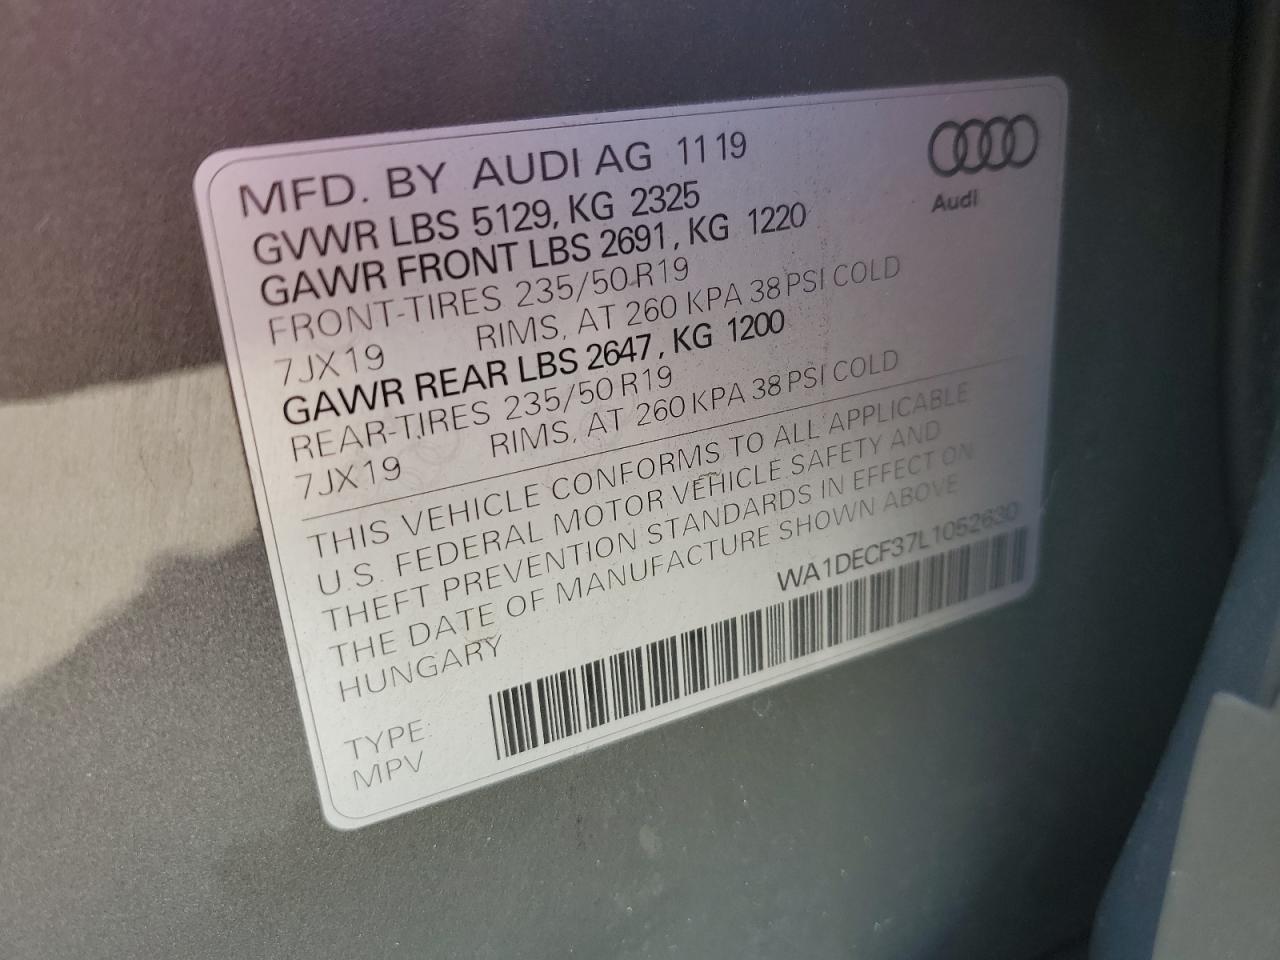 MFD. BY AUDI AG 1119
Audi
GVWR LBS 5129, KG 2325
GAWR FRONT LBS 2691, KG 1220
FRONT-TIRES 235/50 R19
7JX19 RIMS, AT 260 KPA 38 PSI COLD
GAWR REAR LBS 2647, KG 1200
REAR-TIRES 235/50 R19
7JX19 RIMS, AT 260 KPA 38 PSI COLD
THIS VEHICLE CONFORMS TO ALL APPLICABLE
U.S. FEDERAL MOTOR VEHICLE SAFETY AND
THEFT PREVENTION STANDARDS IN EFFECT ON
THE DATE OF MANUFACTURE SHOWN ABOVE
HUNGARY
WA1DECF37L1052630
TYPE:
MPV